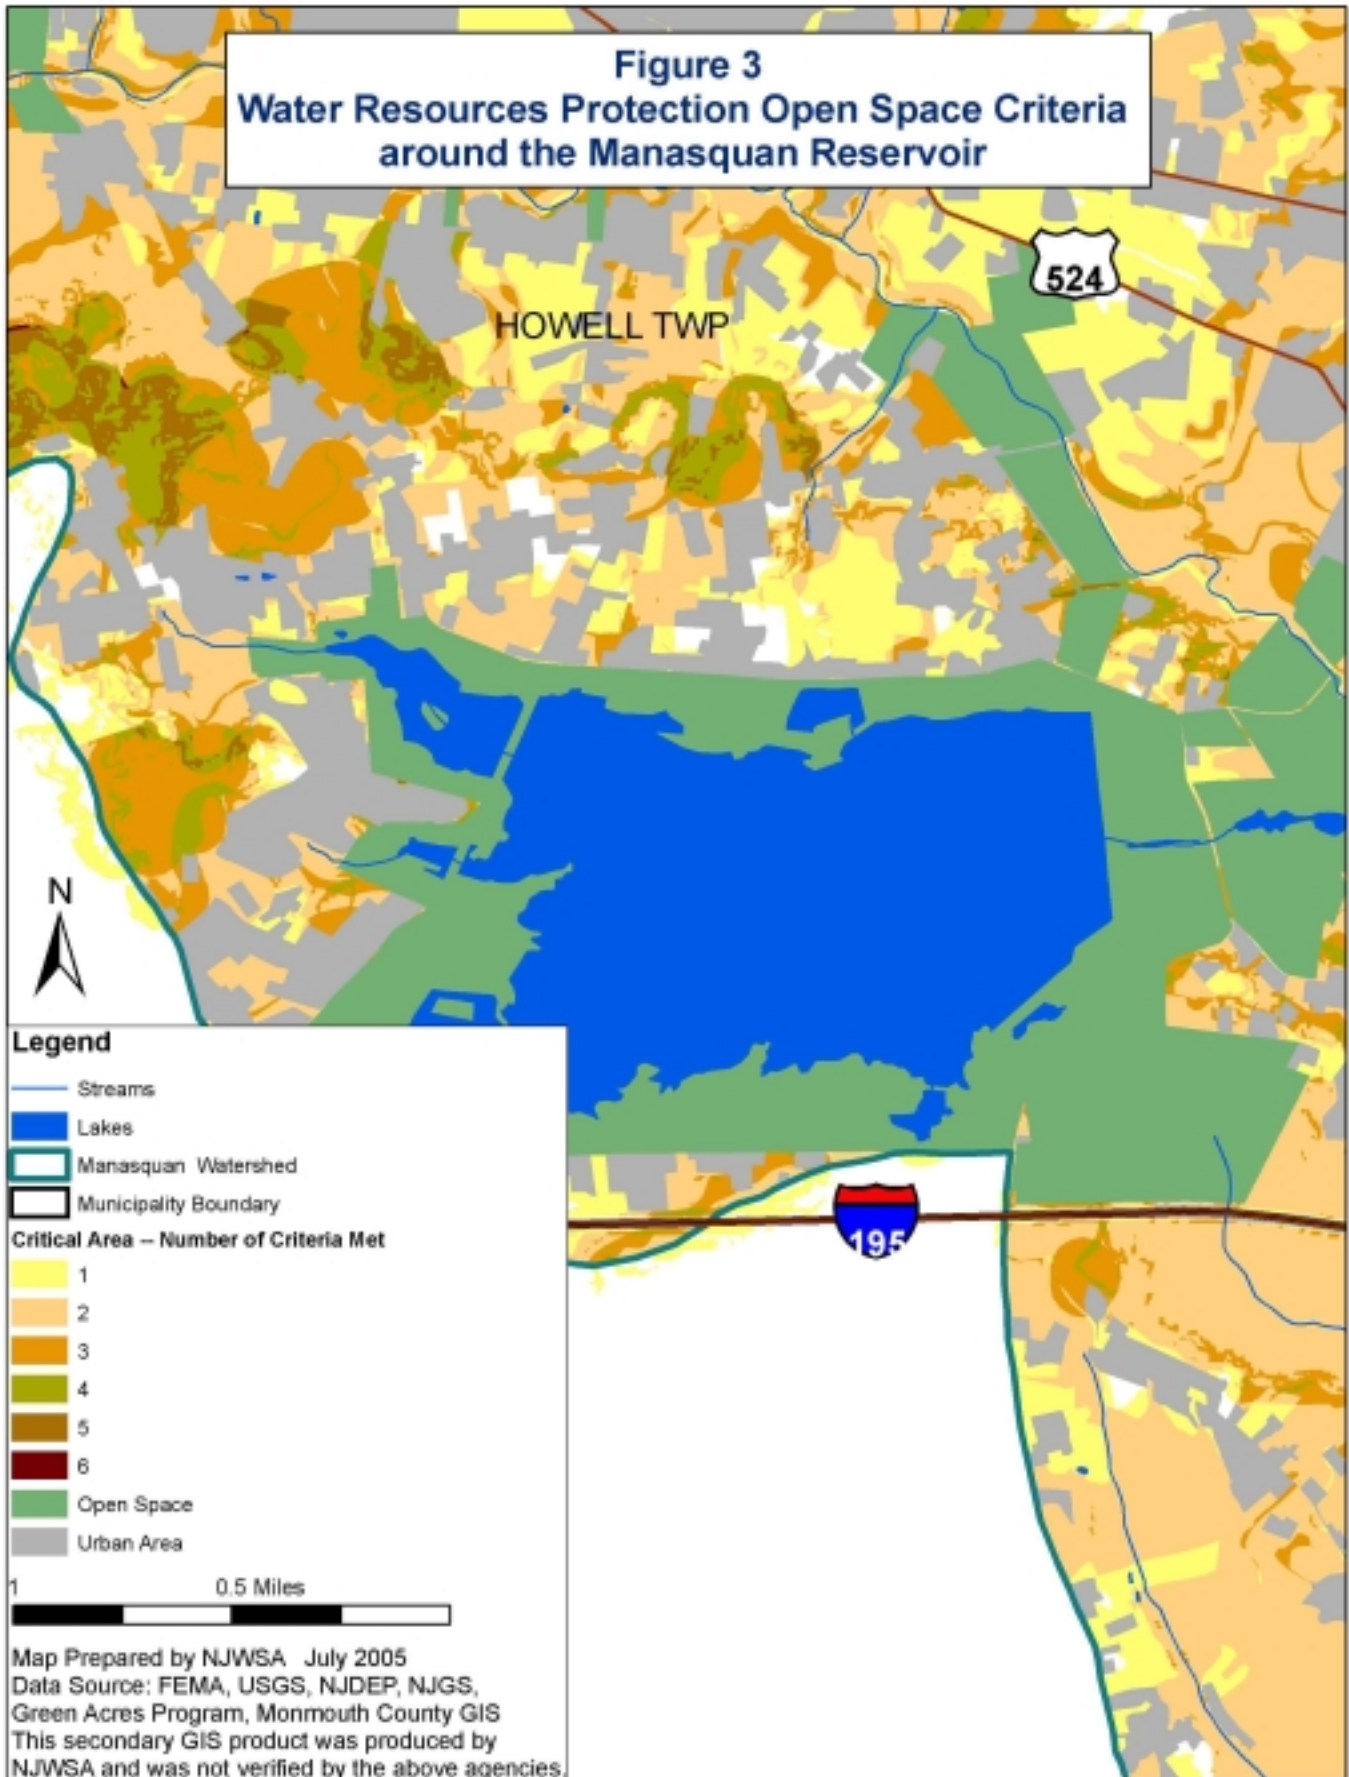 Figure 3
Water Resources Protection Open Space Criteria
around the Manasquan Reservoir
524
HOWELL TWP
N
195
Legend
Streams
Lakes
Manasquan Watershed
Municipality Boundary
Critical Area -- Number of Criteria Met
1
2
3
4
5
6
Open Space
Urban Area
1 0.5 Miles
Map Prepared by NJWSA July 2005
Data Source: FEMA, USGS, NJDEP, NJGS,
Green Acres Program, Monmouth County GIS
This secondary GIS product was produced by
NJWSA and was not verified by the above agencies.